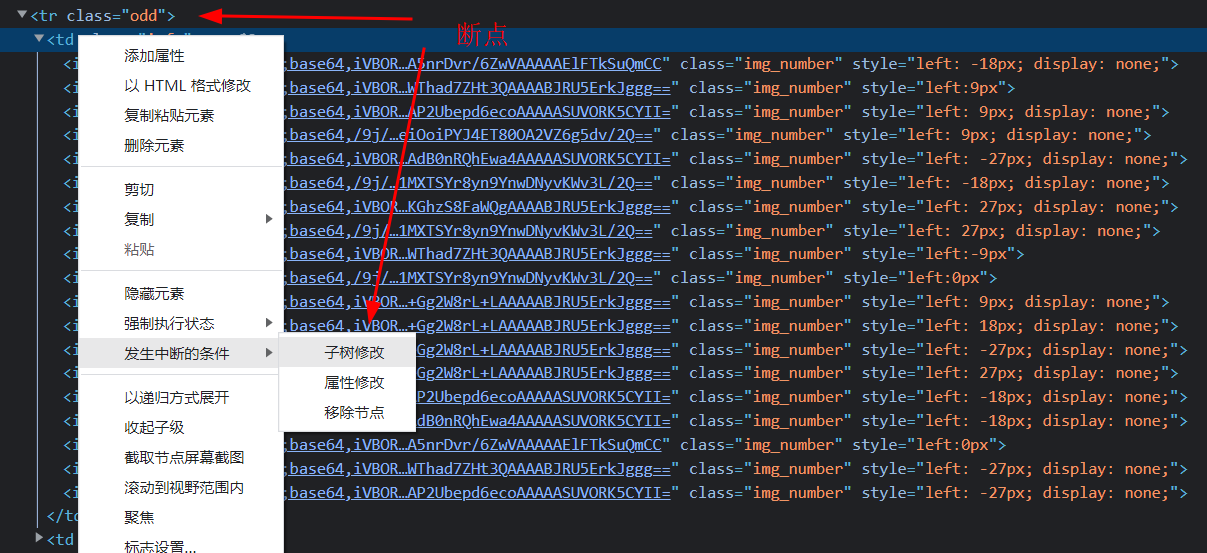 <tr class="odd">
断点
<td
添加属性
以 HTML 格式修改
复制粘贴元素
删除元素
剪切
复制
粘贴
隐藏元素
强制执行状态
发生中断的条件
以递归方式展开
收起子级
截取节点屏幕截图
滚动到视野范围内
聚焦
标志设置...
子树修改
属性修改
移除节点
<i ;base64,iVBOR…A5nrDvr/6ZwVAAAAAElFTkSuQmCC" class="img_number" style="left: -18px; display: none;">
<i ;base64,iVBOR…WThad7ZHt3QAAAABJRU5ErkJggg==" class="img_number" style="left:9px">
<i ;base64,iVBOR…AP2Ubepd6ecoAAAAASUVORK5CYII=" class="img_number" style="left: 9px; display: none;">
<i ;base64,/9j/…eiOoiPYJ4ET80OA2VZ6g5dv/2Q==" class="img_number" style="left: 9px; display: none;">
<i ;base64,iVBOR…AdB0nRQhEwa4AAAAASUVORK5CYII=" class="img_number" style="left: -27px; display: none;">
<i ;base64,/9j/…1MXTSYr8yn9YnwDNyvKWv3L/2Q==" class="img_number" style="left: -18px; display: none;">
<i ;base64,iVBOR…KGhzS8FaWQgAAAABJRU5ErkJggg==" class="img_number" style="left: 27px; display: none;">
<i ;base64,/9j/…1MXTSYr8yn9YnwDNyvKWv3L/2Q==" class="img_number" style="left: 27px; display: none;">
<i ;base64,iVBOR…WThad7ZHt3QAAAABJRU5ErkJggg==" class="img_number" style="left:-9px">
<i ;base64,/9j/…1MXTSYr8yn9YnwDNyvKWv3L/2Q==" class="img_number" style="left:0px">
<i ;base64,iVBOR…+Gg2W8rL+LAAAAABJRU5ErkJggg==" class="img_number" style="left: 9px; display: none;">
<i ;base64,iVBOR…+Gg2W8rL+LAAAAABJRU5ErkJggg==" class="img_number" style="left: 18px; display: none;">
<i Gg2W8rL+LAAAAABJRU5ErkJggg==" class="img_number" style="left: -27px; display: none;">
<i Gg2W8rL+LAAAAABJRU5ErkJggg==" class="img_number" style="left: 27px; display: none;">
<i AP2Ubepd6ecoAAAAASUVORK5CYII=" class="img_number" style="left: -18px; display: none;">
<i AdB0nRQhEwa4AAAAASUVORK5CYII=" class="img_number" style="left: -18px; display: none;">
<i ;base64,iVBOR…A5nrDvr/6ZwVAAAAAElFTkSuQmCC" class="img_number" style="left:0px">
<i ;base64,iVBOR…WThad7ZHt3QAAAABJRU5ErkJggg==" class="img_number" style="left: -27px; display: none;">
<i ;base64,iVBOR…AP2Ubepd6ecoAAAAASUVORK5CYII=" class="img_number" style="left: -27px; display: none;">
</td
<td